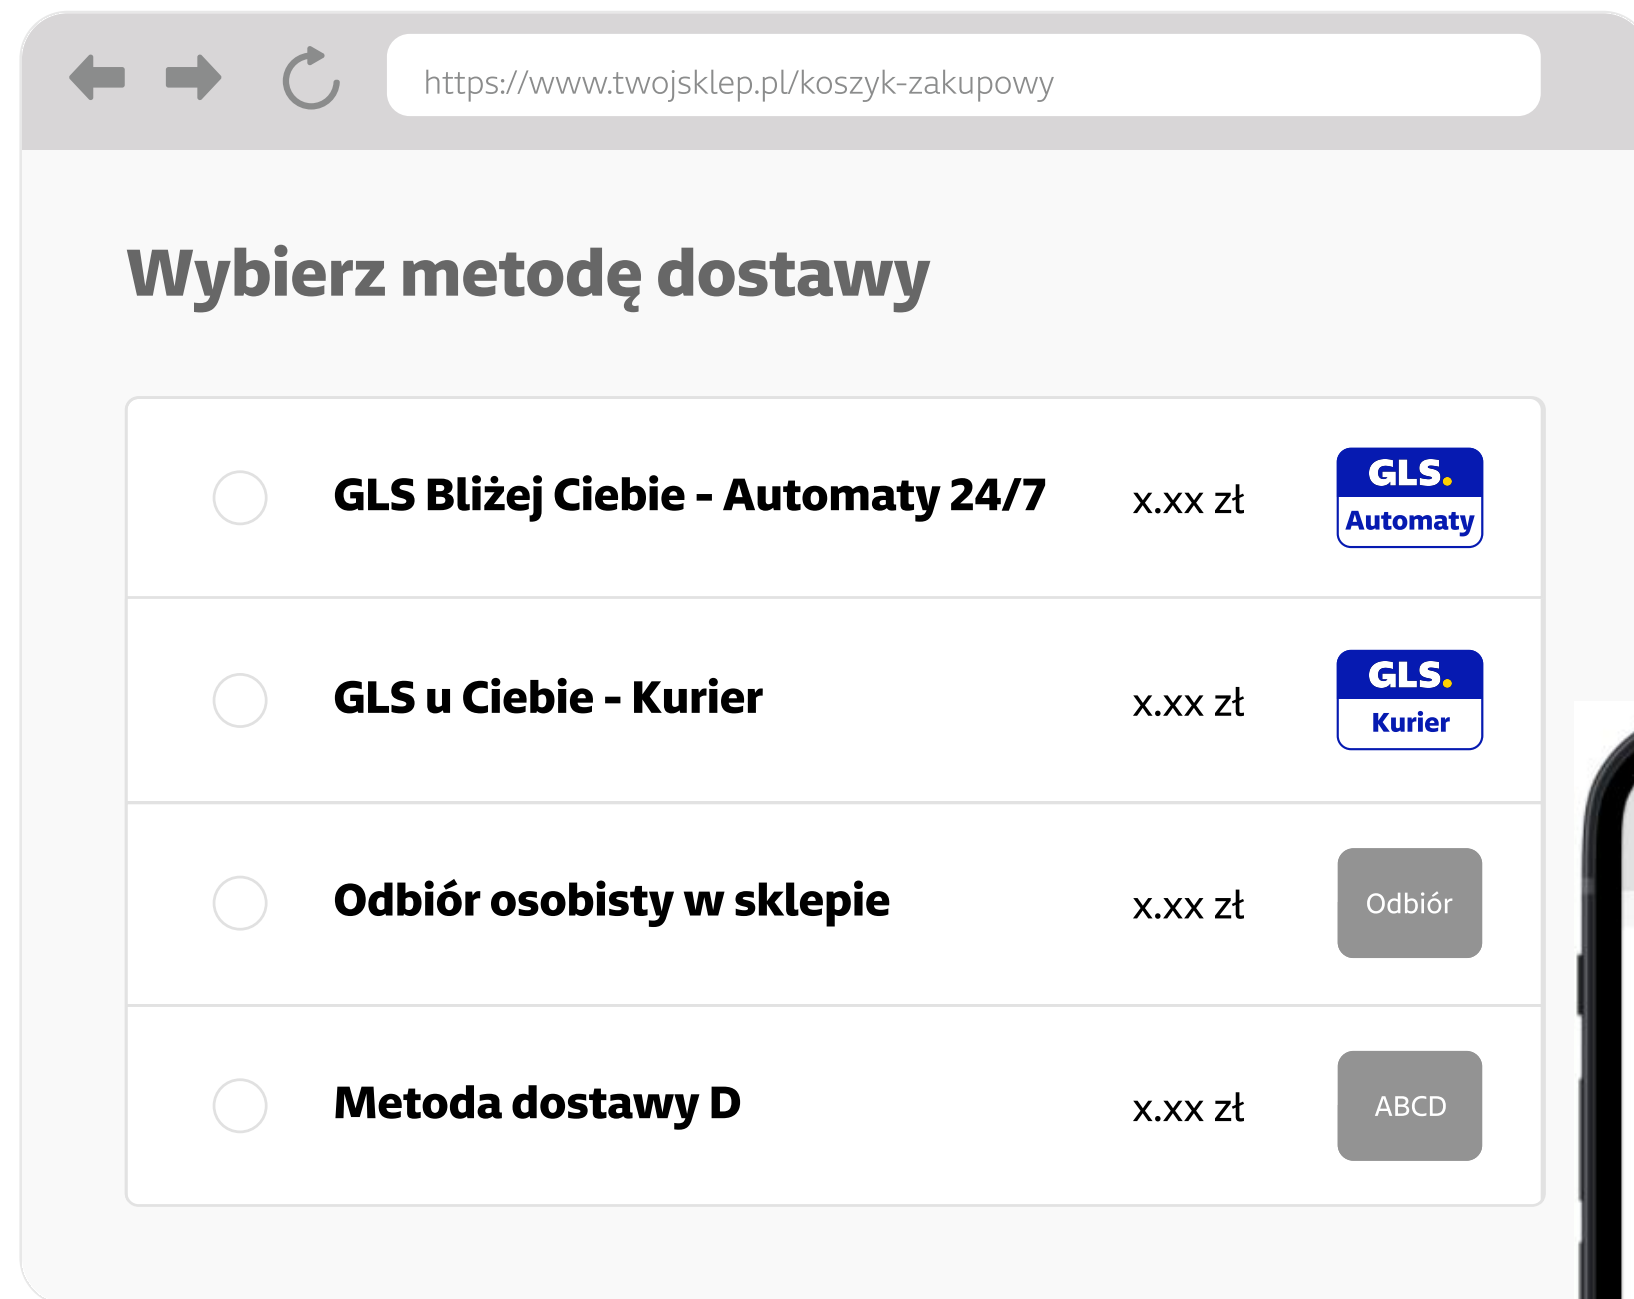 https://www.twojsklep.pl/koszyk-zakupowy
Wybierz metodę dostawy
GLS Bliżej Ciebie - Automaty 24/7 x.xx zł GLS. Automaty
GLS u Ciebie - Kurier x.xx zł GLS. Kurier
Odbiór osobisty w sklepie x.xx zł Odbiór
Metoda dostawy D x.xx zł ABCD